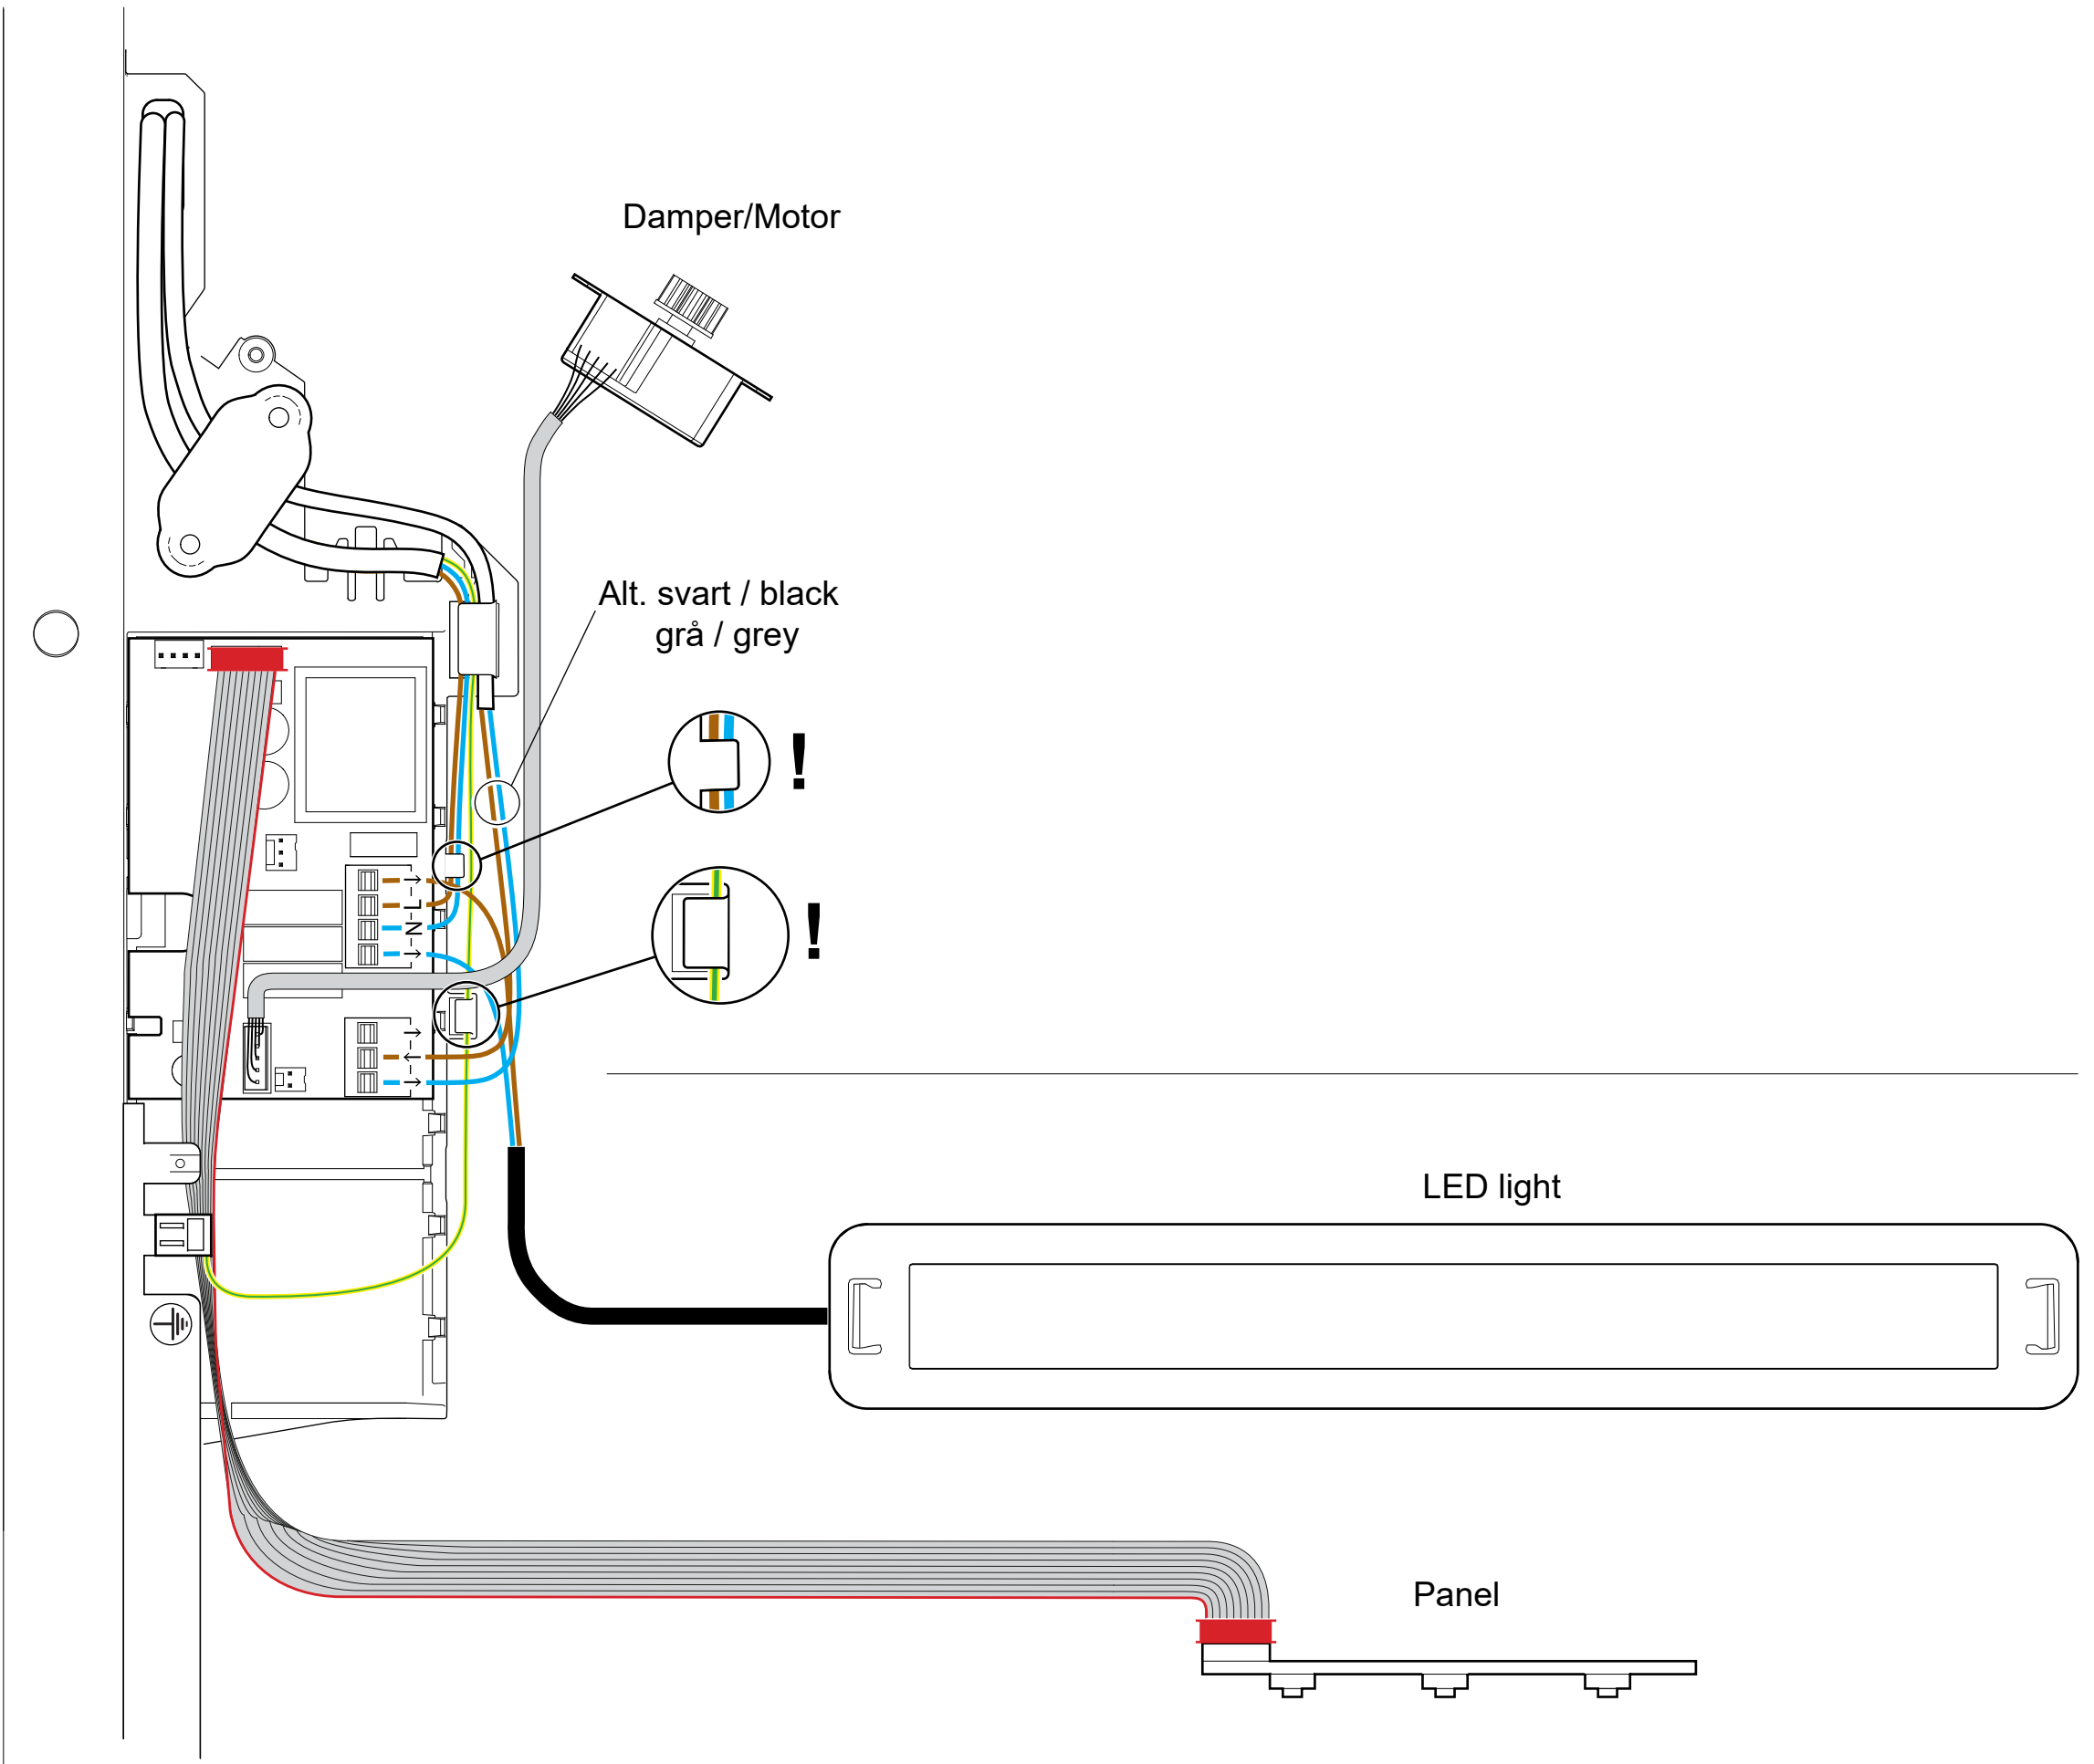 Damper/Motor
Alt. svart / black
grå / grey
!
!
L
N
LED light
Panel